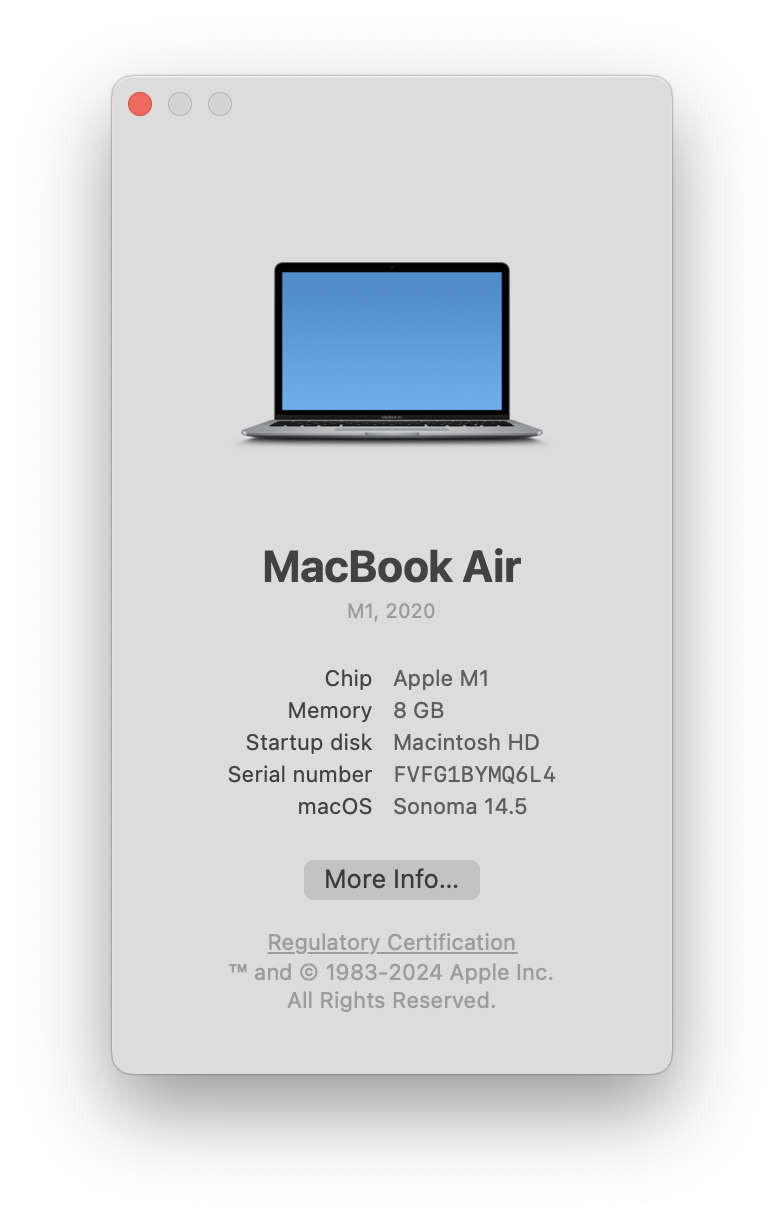 MacBook Air
M1, 2020
Chip Apple M1
Memory 8 GB
Startup disk Macintosh HD
Serial number FVFG1BYMQ6L4
macOS Sonoma 14.5
More Info...
Regulatory Certification
™ and © 1983-2024 Apple Inc.
All Rights Reserved.